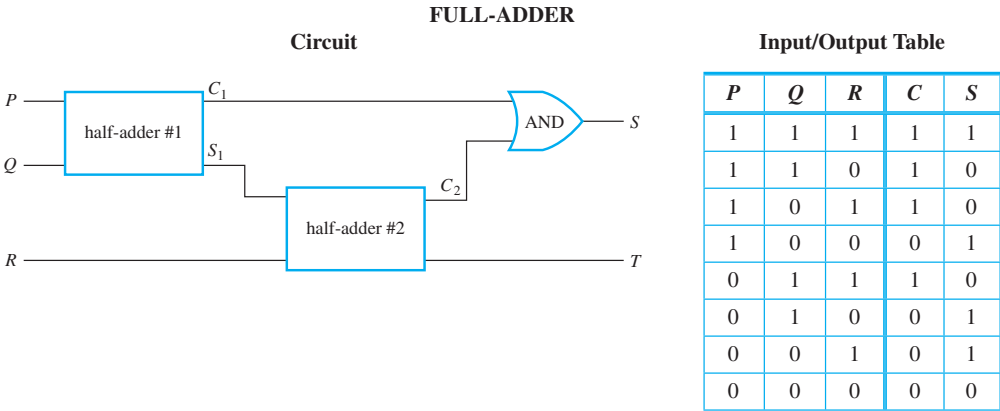 FULL-ADDER
Circuit
P
Q
R
half-adder #1
C1
S1
half-adder #2
C2
AND
S
T
Input/Output Table
P Q R C S
1 1 1 1 1
1 1 0 1 0
1 0 1 1 0
1 0 0 0 1
0 1 1 1 0
0 1 0 0 1
0 0 1 0 1
0 0 0 0 0